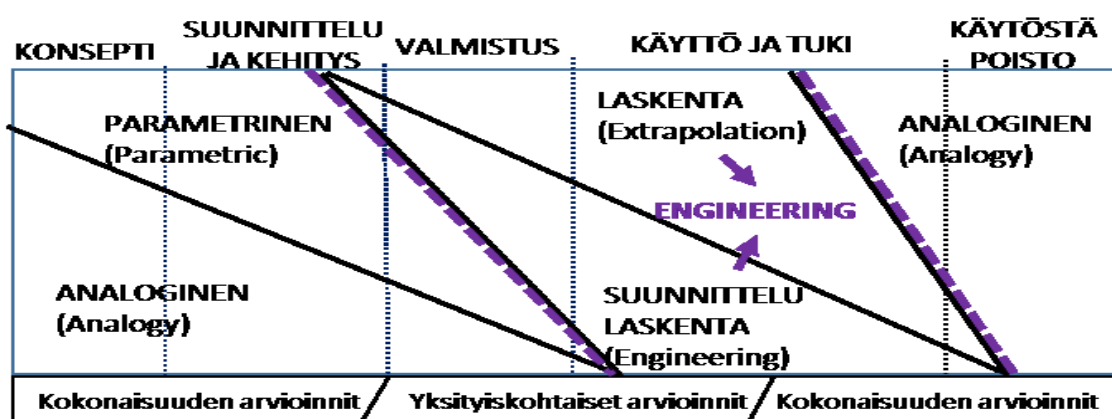 KONSEPTI
SUUNNITTELU
JA KEHITYS
VALMISTUS
KÄYTTÖ JA TUKI
KÄYTÖSTÄ
POISTO
PARAMETRINEN
(Parametric)
LASKENTA
(Extrapolation)
ANALOGINEN
(Analogy)
ENGINEERING
ANALOGINEN
(Analogy)
SUUNNITTELU
LASKENTA
(Engineering)
Kokonaisuuden arvioinnit
Yksityiskohtaiset arvioinnit
Kokonaisuuden arvioinnit